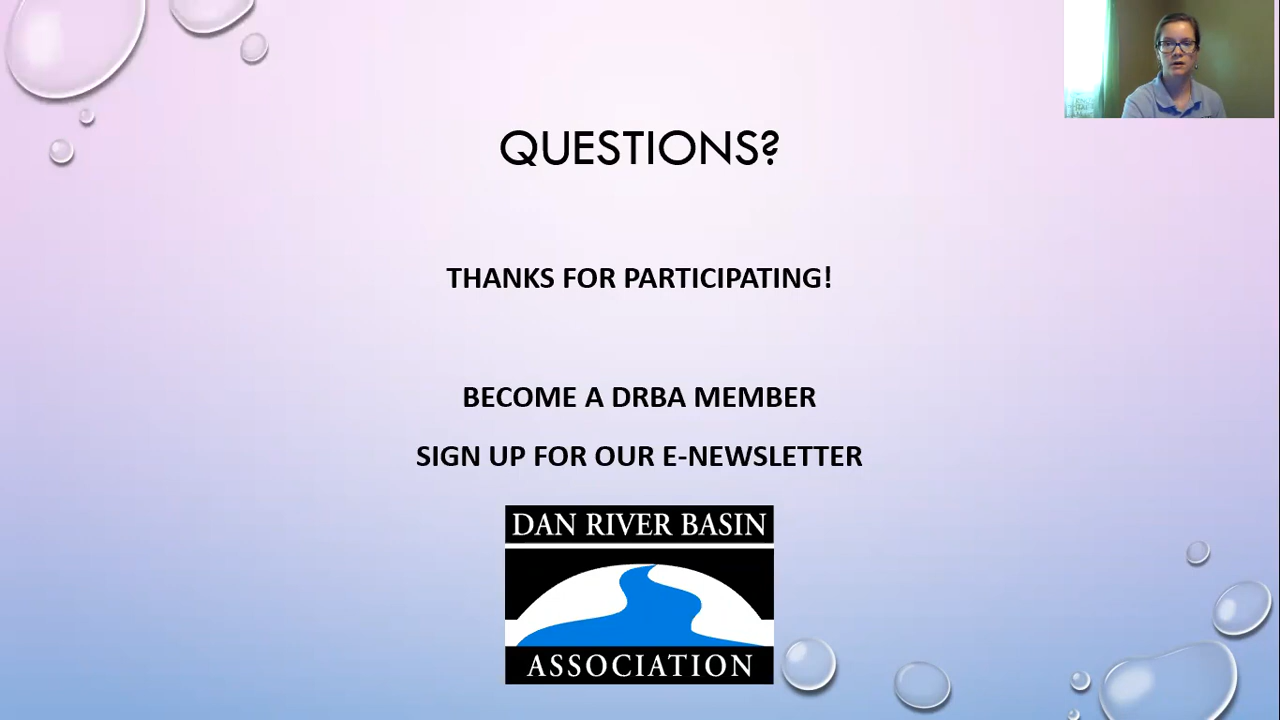 QUESTIONS?
THANKS FOR PARTICIPATING!
BECOME A DRBA MEMBER
SIGN UP FOR OUR E-NEWSLETTER
DAN RIVER BASIN
ASSOCIATION